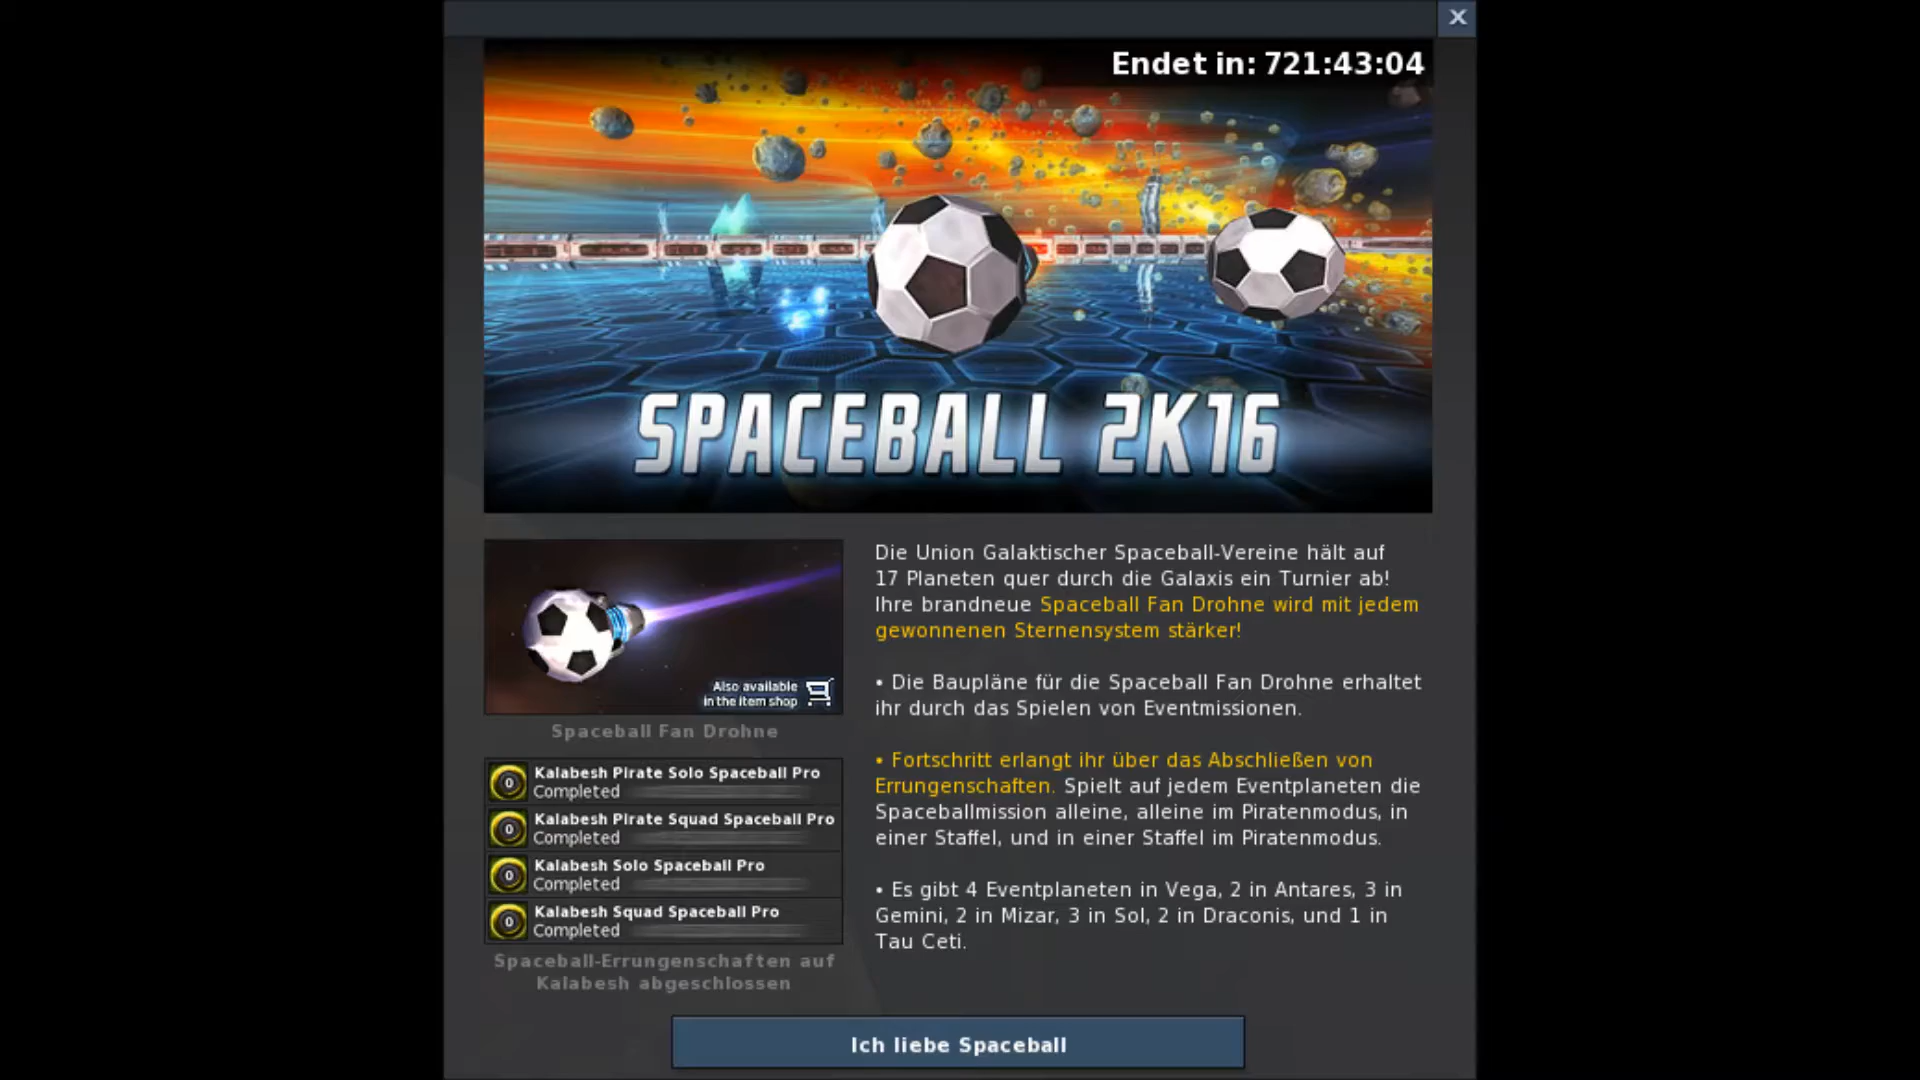 X
Endet in: 721:43:04
SPACEBALL 2K16
Also available
in the item shop
Spaceball Fan Drohne
0
Kalabesh Pirate Solo Spaceball Pro
Completed
0
Kalabesh Pirate Squad Spaceball Pro
Completed
0
Kalabesh Solo Spaceball Pro
Completed
0
Kalabesh Squad Spaceball Pro
Completed
Spaceball-Errungenschaften auf
Kalabesh abgeschlossen
Die Union Galaktischer Spaceball-Vereine hält auf
17 Planeten quer durch die Galaxis ein Turnier ab!
Ihre brandneue Spaceball Fan Drohne wird mit jedem
gewonnenen Sternensystem stärker!
• Die Baupläne für die Spaceball Fan Drohne erhaltet
ihr durch das Spielen von Eventmissionen.
• Fortschritt erlangt ihr über das Abschließen von
Errungenschaften. Spielt auf jedem Eventplaneten die
Spaceballmission alleine, alleine im Piratenmodus, in
einer Staffel, und in einer Staffel im Piratenmodus.
• Es gibt 4 Eventplaneten in Vega, 2 in Antares, 3 in
Gemini, 2 in Mizar, 3 in Sol, 2 in Draconis, und 1 in
Tau Ceti.
Ich liebe Spaceball